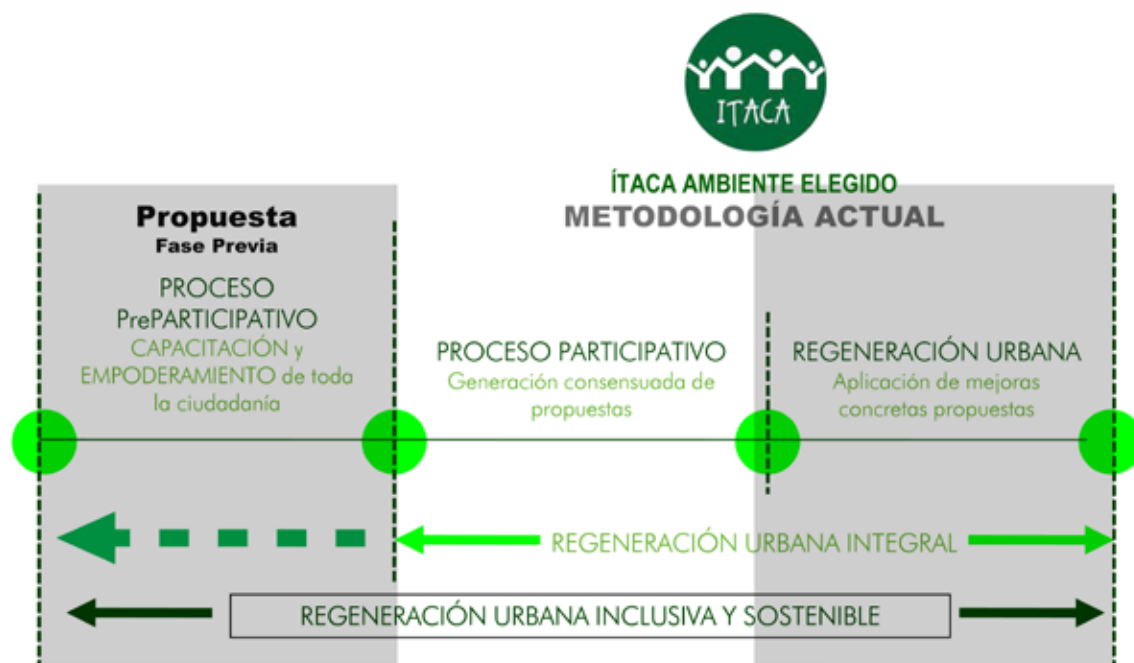 ITACA
ÍTACA AMBIENTE ELEGIDO
METODOLOGÍA ACTUAL
Propuesta
Fase Previa
PROCESO
PrePARTICIPATIVO
CAPACITACIÓN y
EMPODERAMIENTO de toda
la ciudadanía
PROCESO PARTICIPATIVO
Generación consensuada de
propuestas
REGENERACIÓN URBANA
Aplicación de mejoras
concretas propuestas
REGENERACIÓN URBANA INTEGRAL
REGENERACIÓN URBANA INCLUSIVA Y SOSTENIBLE